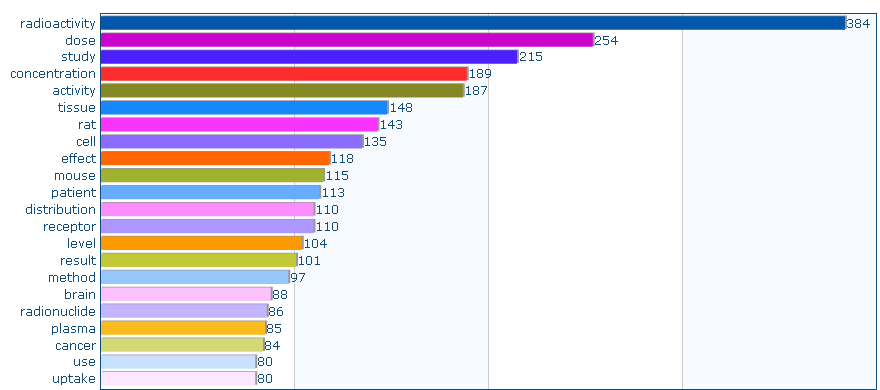 radioactivity 384
dose 254
study 215
concentration 189
activity 187
tissue 148
rat 143
cell 135
effect 118
mouse 115
patient 113
distribution 110
receptor 110
level 104
result 101
method 97
brain 88
radionuclide 86
plasma 85
cancer 84
use 80
uptake 80